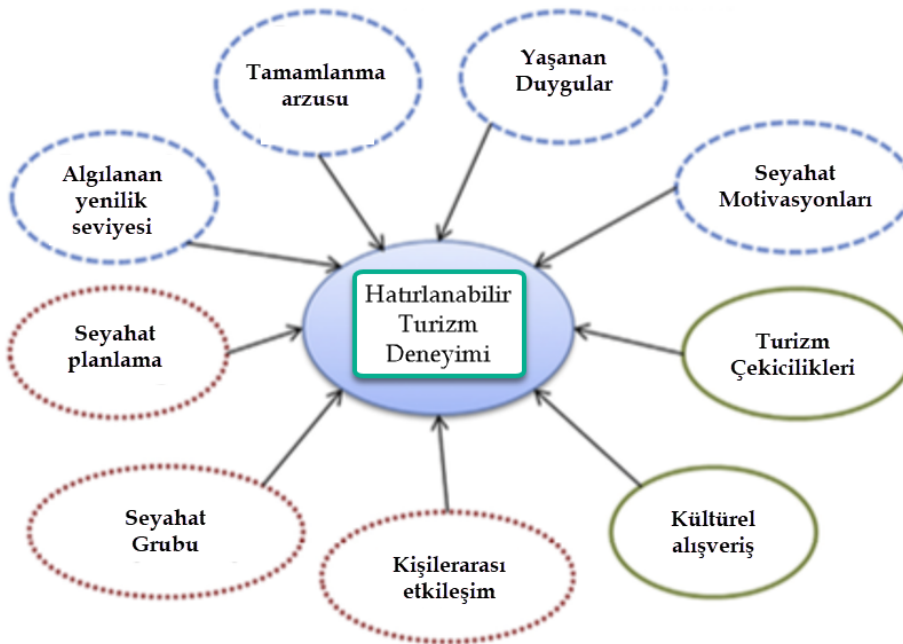 Tamamlanma
arzusu
Yaşanan
Duygular
Algılanan
yenilik
seviyesi
Seyahat
Motivasyonları
Hatırlanabilir
Turizm
Deneyimi
Seyahat
planlama
Turizm
Çekicilikleri
Seyahat
Grubu
Kişilerarası
etkileşim
Kültürel
alışveriş